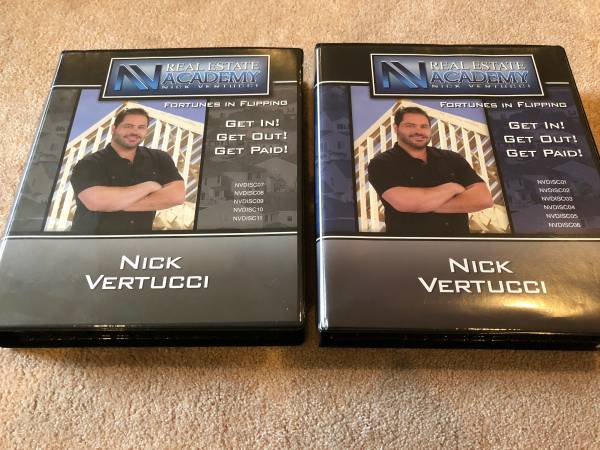 REAL ESTATE
ACADEMY
NICK VERTUCCI
FORTUNES IN FLIPPING
GET IN!
GET OUT!
GET PAID!
NVDISC07
NVDISC08
NVDISC09
NVDISC10
NVDISC11
NICK
VERTUCCI
REAL ESTATE
ACADEMY
NICK VERTUCCI
FORTUNES IN FLIPPING
GET IN!
GET OUT!
GET PAID!
NVDISC01
NVDISC02
NVDISC03
NVDISC04
NVDISC05
NVDISC06
NICK
VERTUCCI